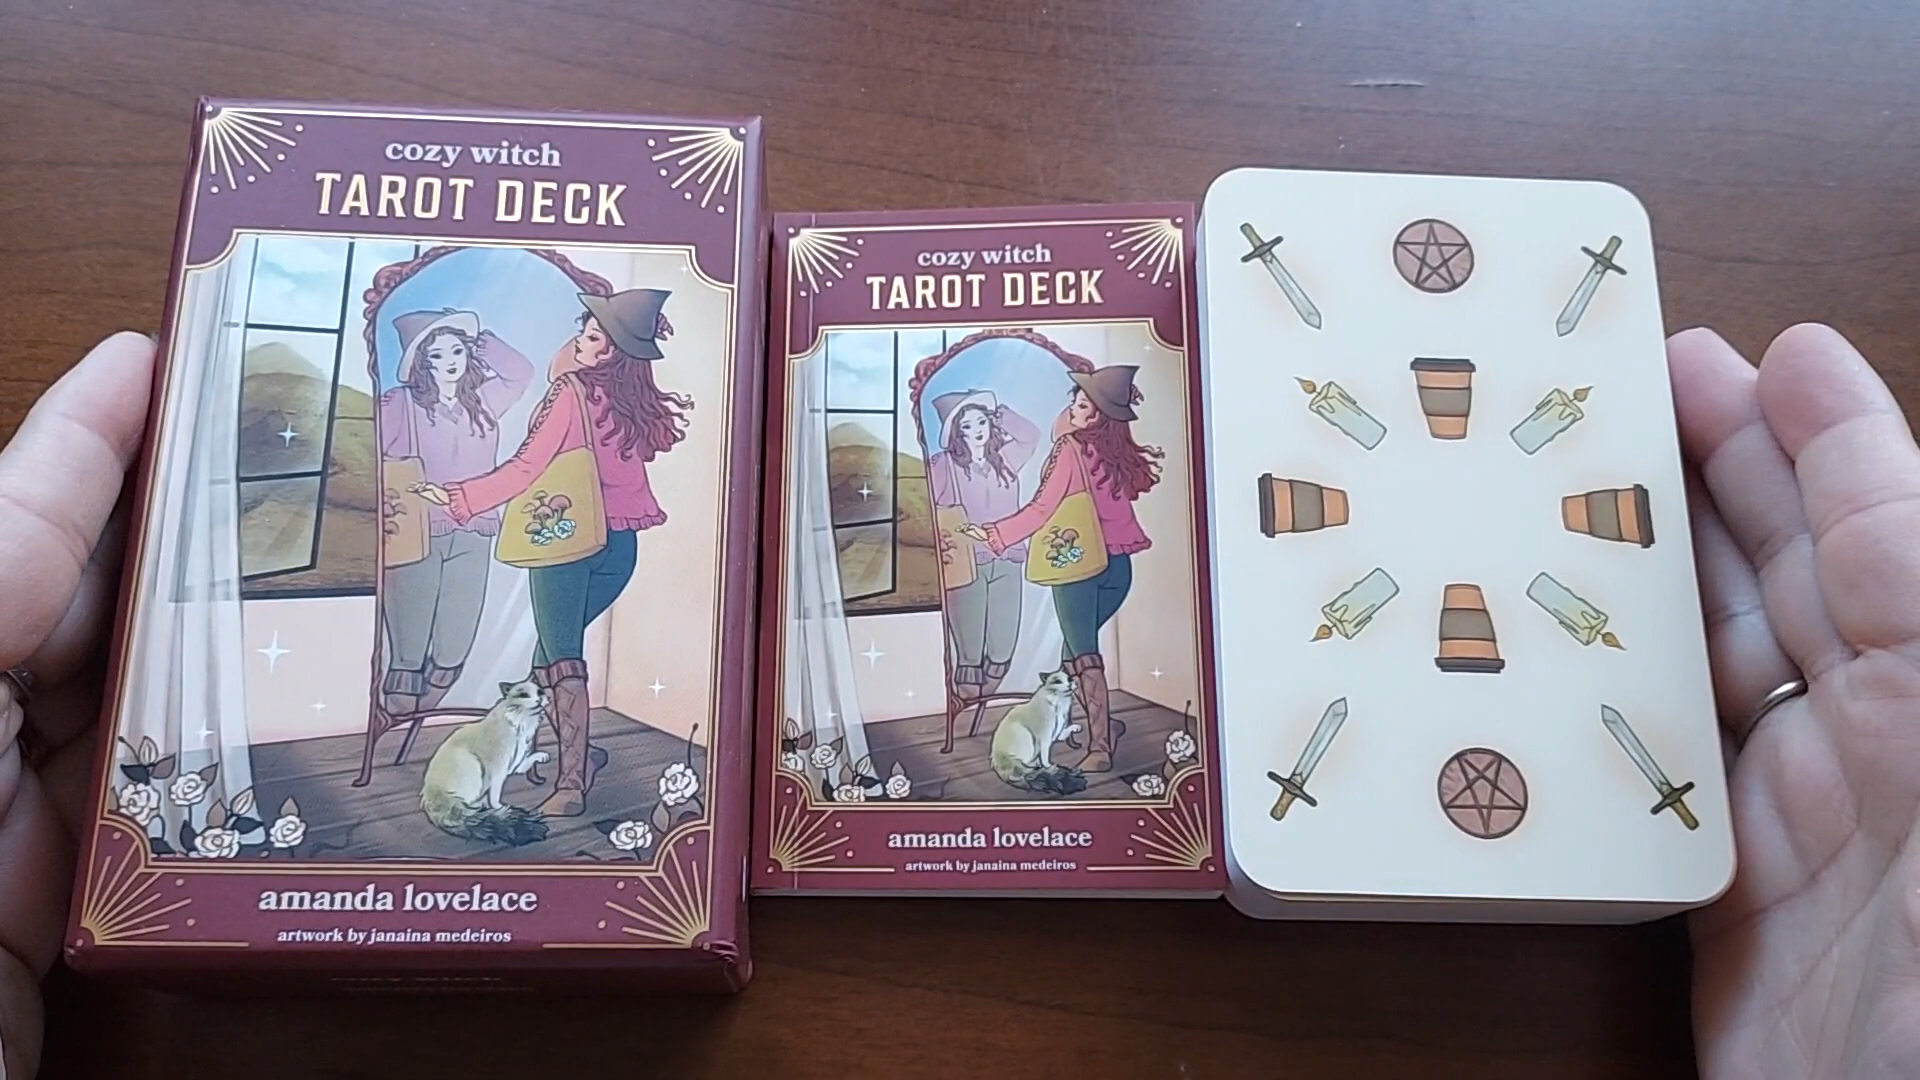 cozy witch
TAROT DECK
amanda lovelace
artwork by janaina medeiros
cozy witch
TAROT DECK
amanda lovelace
artwork by janaina medeiros